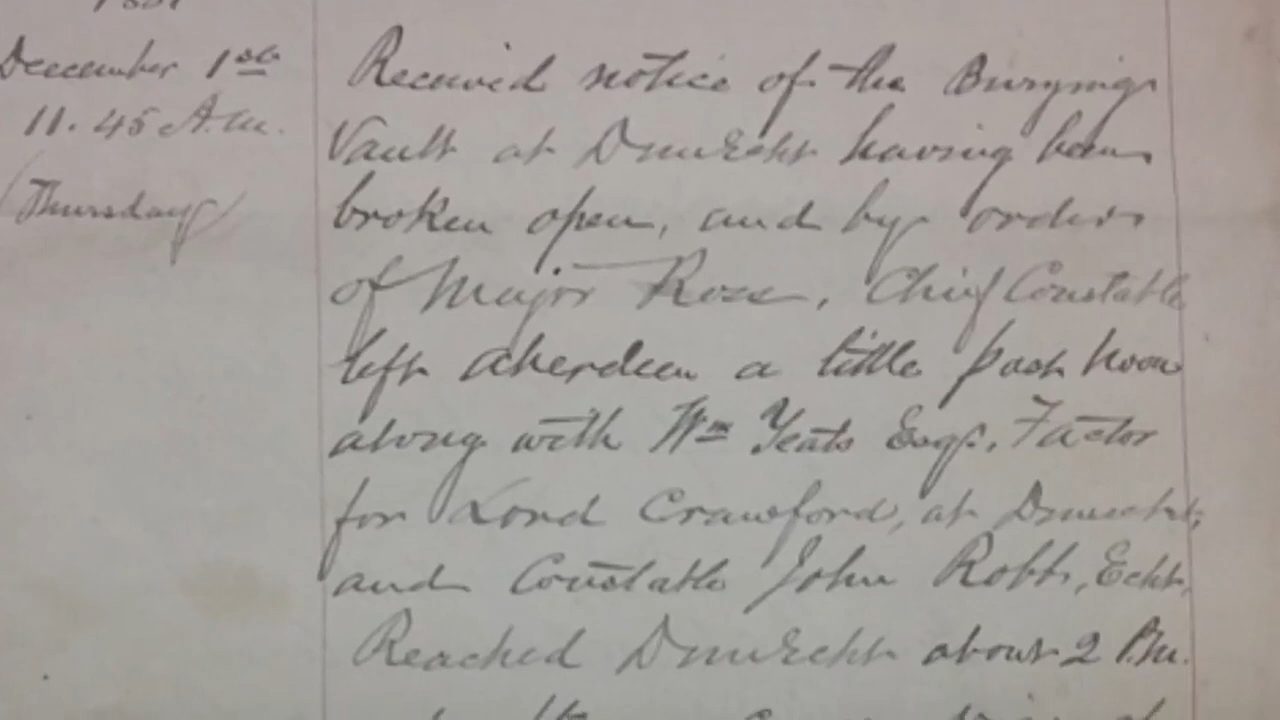 December 1st
11.45 A.M.
(Thursday)
Received notice of the Burying
Vault at Dunecht having been
broken open, and by orders
of Major Ross, Chief Constable
left Aberdeen a little past noon
along with Wm Yeats Esqr. Factor
for Lord Crawford, at Dunecht,
and Constable John Robb, Echt.
Reached Dunecht about 2 P.M.